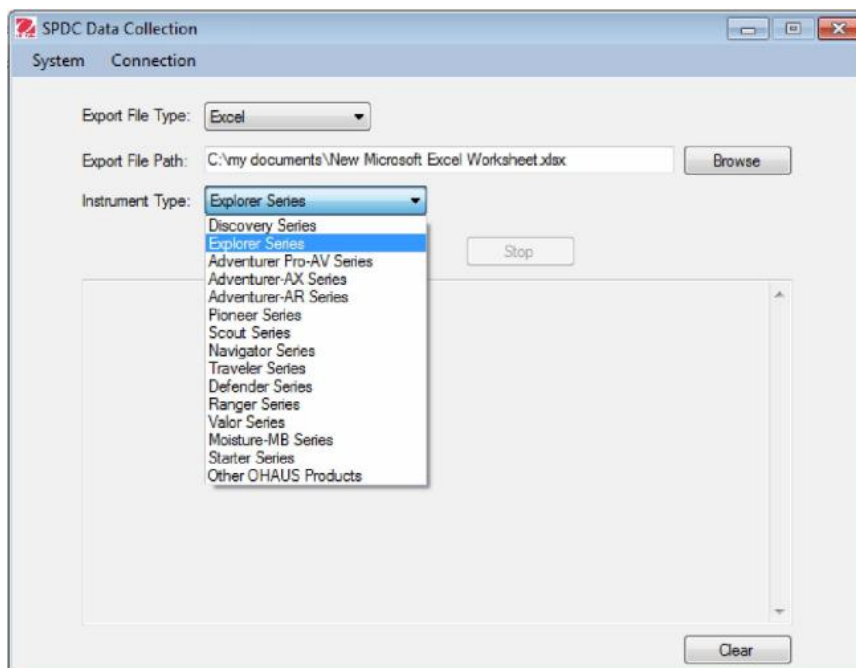 SPDC Data Collection
System Connection
Export File Type: Excel
Export File Path: C:\my documents\New Microsoft Excel Worksheet.xlsx Browse
Instrument Type: Explorer Series
Discovery Series
Explorer Series
Stop
Adventurer Pro-AV Series
Adventurer-AX Series
Adventurer-AR Series
Pioneer Series
Scout Series
Navigator Series
Traveler Series
Defender Series
Ranger Series
Valor Series
Moisture-MB Series
Starter Series
Other OHAUS Products
Clear